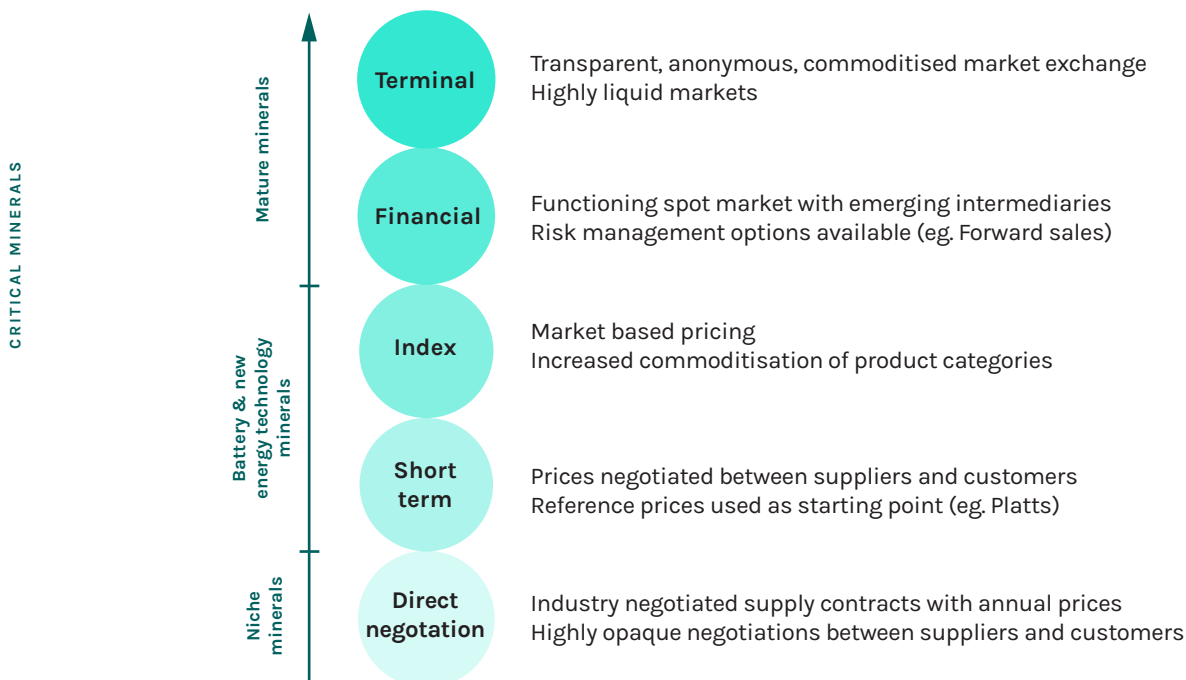 CRITICAL MINERALS
Mature minerals
Terminal
Transparent, anonymous, commoditised market exchange
Highly liquid markets
Financial
Functioning spot market with emerging intermediaries
Risk management options available (eg. Forward sales)
Battery & new
energy technology
minerals
Index
Market based pricing
Increased commoditisation of product categories
Short
term
Prices negotiated between suppliers and customers
Reference prices used as starting point (eg. Platts)
Niche
minerals
Direct
negotation
Industry negotiated supply contracts with annual prices
Highly opaque negotiations between suppliers and customers